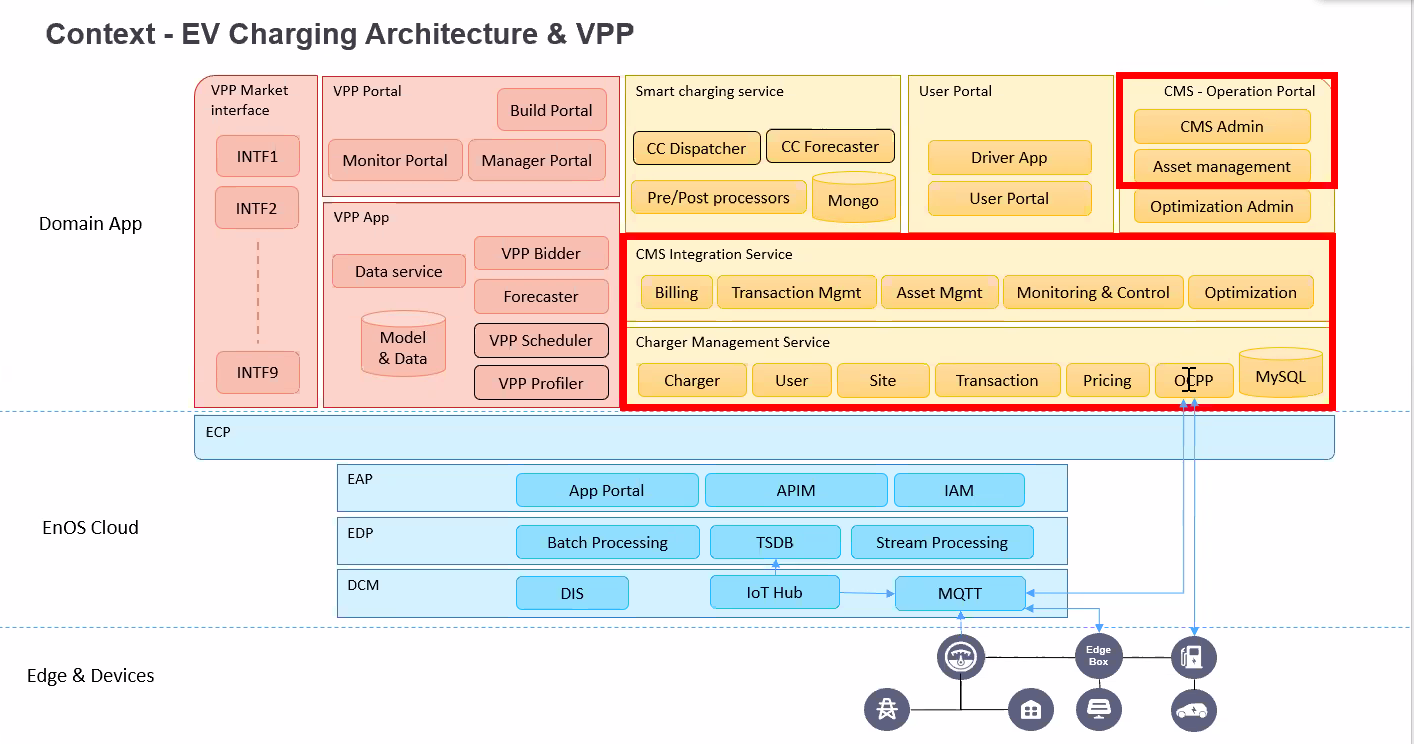 Context - EV Charging Architecture & VPP
Domain App
VPP Market
interface
INTF1
INTF2
INTF9
VPP Portal
Build Portal
Monitor Portal
Manager Portal
VPP App
Data service
Model
& Data
VPP Bidder
Forecaster
VPP Scheduler
VPP Profiler
Smart charging service
CC Dispatcher
CC Forecaster
Pre/Post processors
Mongo
User Portal
Driver App
User Portal
CMS - Operation Portal
CMS Admin
Asset management
Optimization Admin
CMS Integration Service
Billing
Transaction Mgmt
Asset Mgmt
Monitoring & Control
Optimization
Charger Management Service
Charger
User
Site
Transaction
Pricing
OCPP
MySQL
EnOS Cloud
ECP
EAP
App Portal
APIM
IAM
EDP
Batch Processing
TSDB
Stream Processing
DCM
DIS
IoT Hub
MQTT
Edge & Devices
Edge
Box